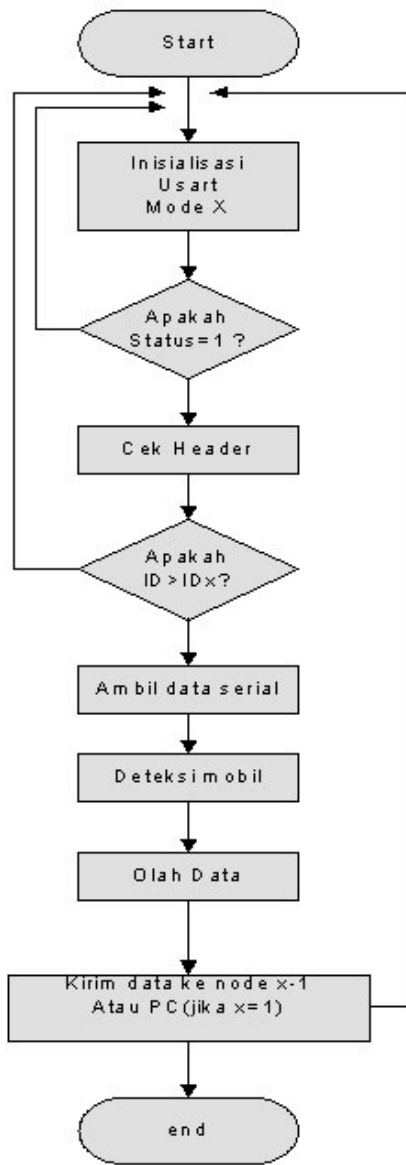 Start
Inisialisasi
Usart
Mode X
Apakah
Status=1 ?
Cek Header
Apakah
ID>IDx?
Ambil data serial
Deteksi mobil
Olah Data
Kirim data ke node x-1
Atau PC(jika x=1)
end